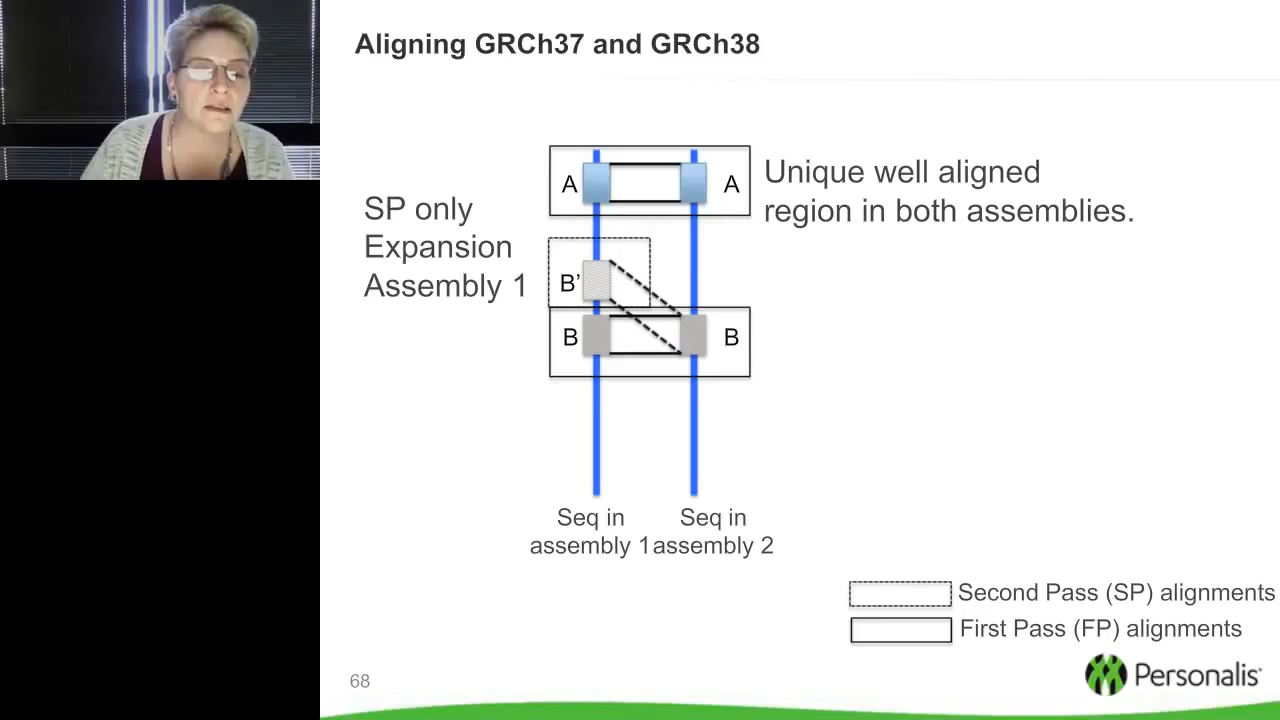 Aligning GRCh37 and GRCh38
A
A
Unique well aligned
region in both assemblies.
SP only
Expansion
Assembly 1
B’
B
B
Seq in
assembly 1
Seq in
assembly 2
Second Pass (SP) alignments
First Pass (FP) alignments
68
Personalis